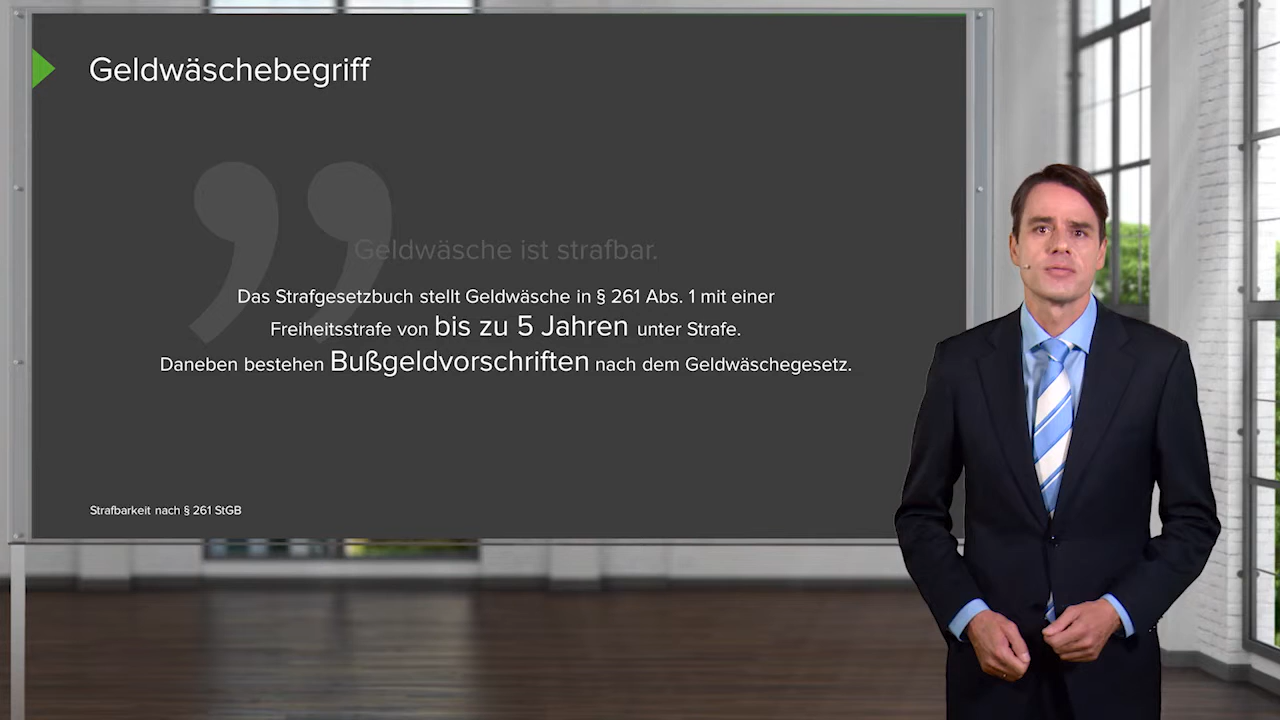 Geldwäschebegriff
Geldwäsche ist strafbar.
Das Strafgesetzbuch stellt Geldwäsche in § 261 Abs. 1 mit einer
Freiheitsstrafe von bis zu 5 Jahren unter Strafe.
Daneben bestehen Bußgeldvorschriften nach dem Geldwäschegesetz.
Strafbarkeit nach § 261 StGB